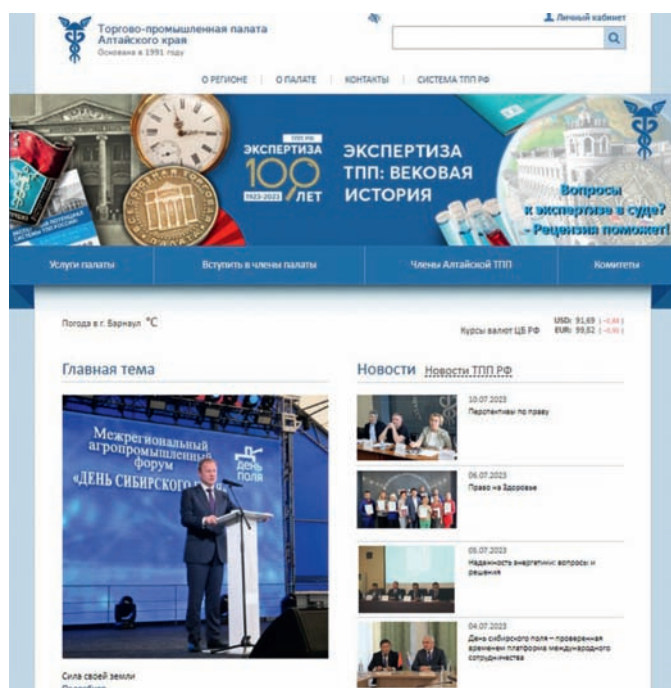 Торгово-промышленная палата
Алтайского края
Основана в 1991 году
Личный кабинет
О РЕГИОНЕ | О ПАЛАТЕ | КОНТАКТЫ | СИСТЕМА ТПП РФ
ТПП РФ
ЭКСПЕРТИЗА
100
1923-2023 ЛЕТ
ЭКСПЕРТИЗА
ТПП: ВЕКОВАЯ
ИСТОРИЯ
Вопросы
к экспертизе в суде?
- Рецензия поможет!
Услуги палаты
Вступить в члены палаты
Члены Алтайской ТПП
Комитеты
Погода в г. Барнаул °C
Курсы валют ЦБ РФ
USD: 91,69
EUR: 99,82
Главная тема
Межрегиональный
агропромышленный
форум
«ДЕНЬ СИБИРСКОГО
ДЕНЬ
ПОЛЯ
Сила своей земли
Новости Новости ТПП РФ
10.07.2023
Перспективы по праву
06.07.2023
Право на Здоровье
05.07.2023
Надежность энергетики: вопросы и
решения
04.07.2023
День сибирского поля – проверенная
временем платформа международного
сотрудничества